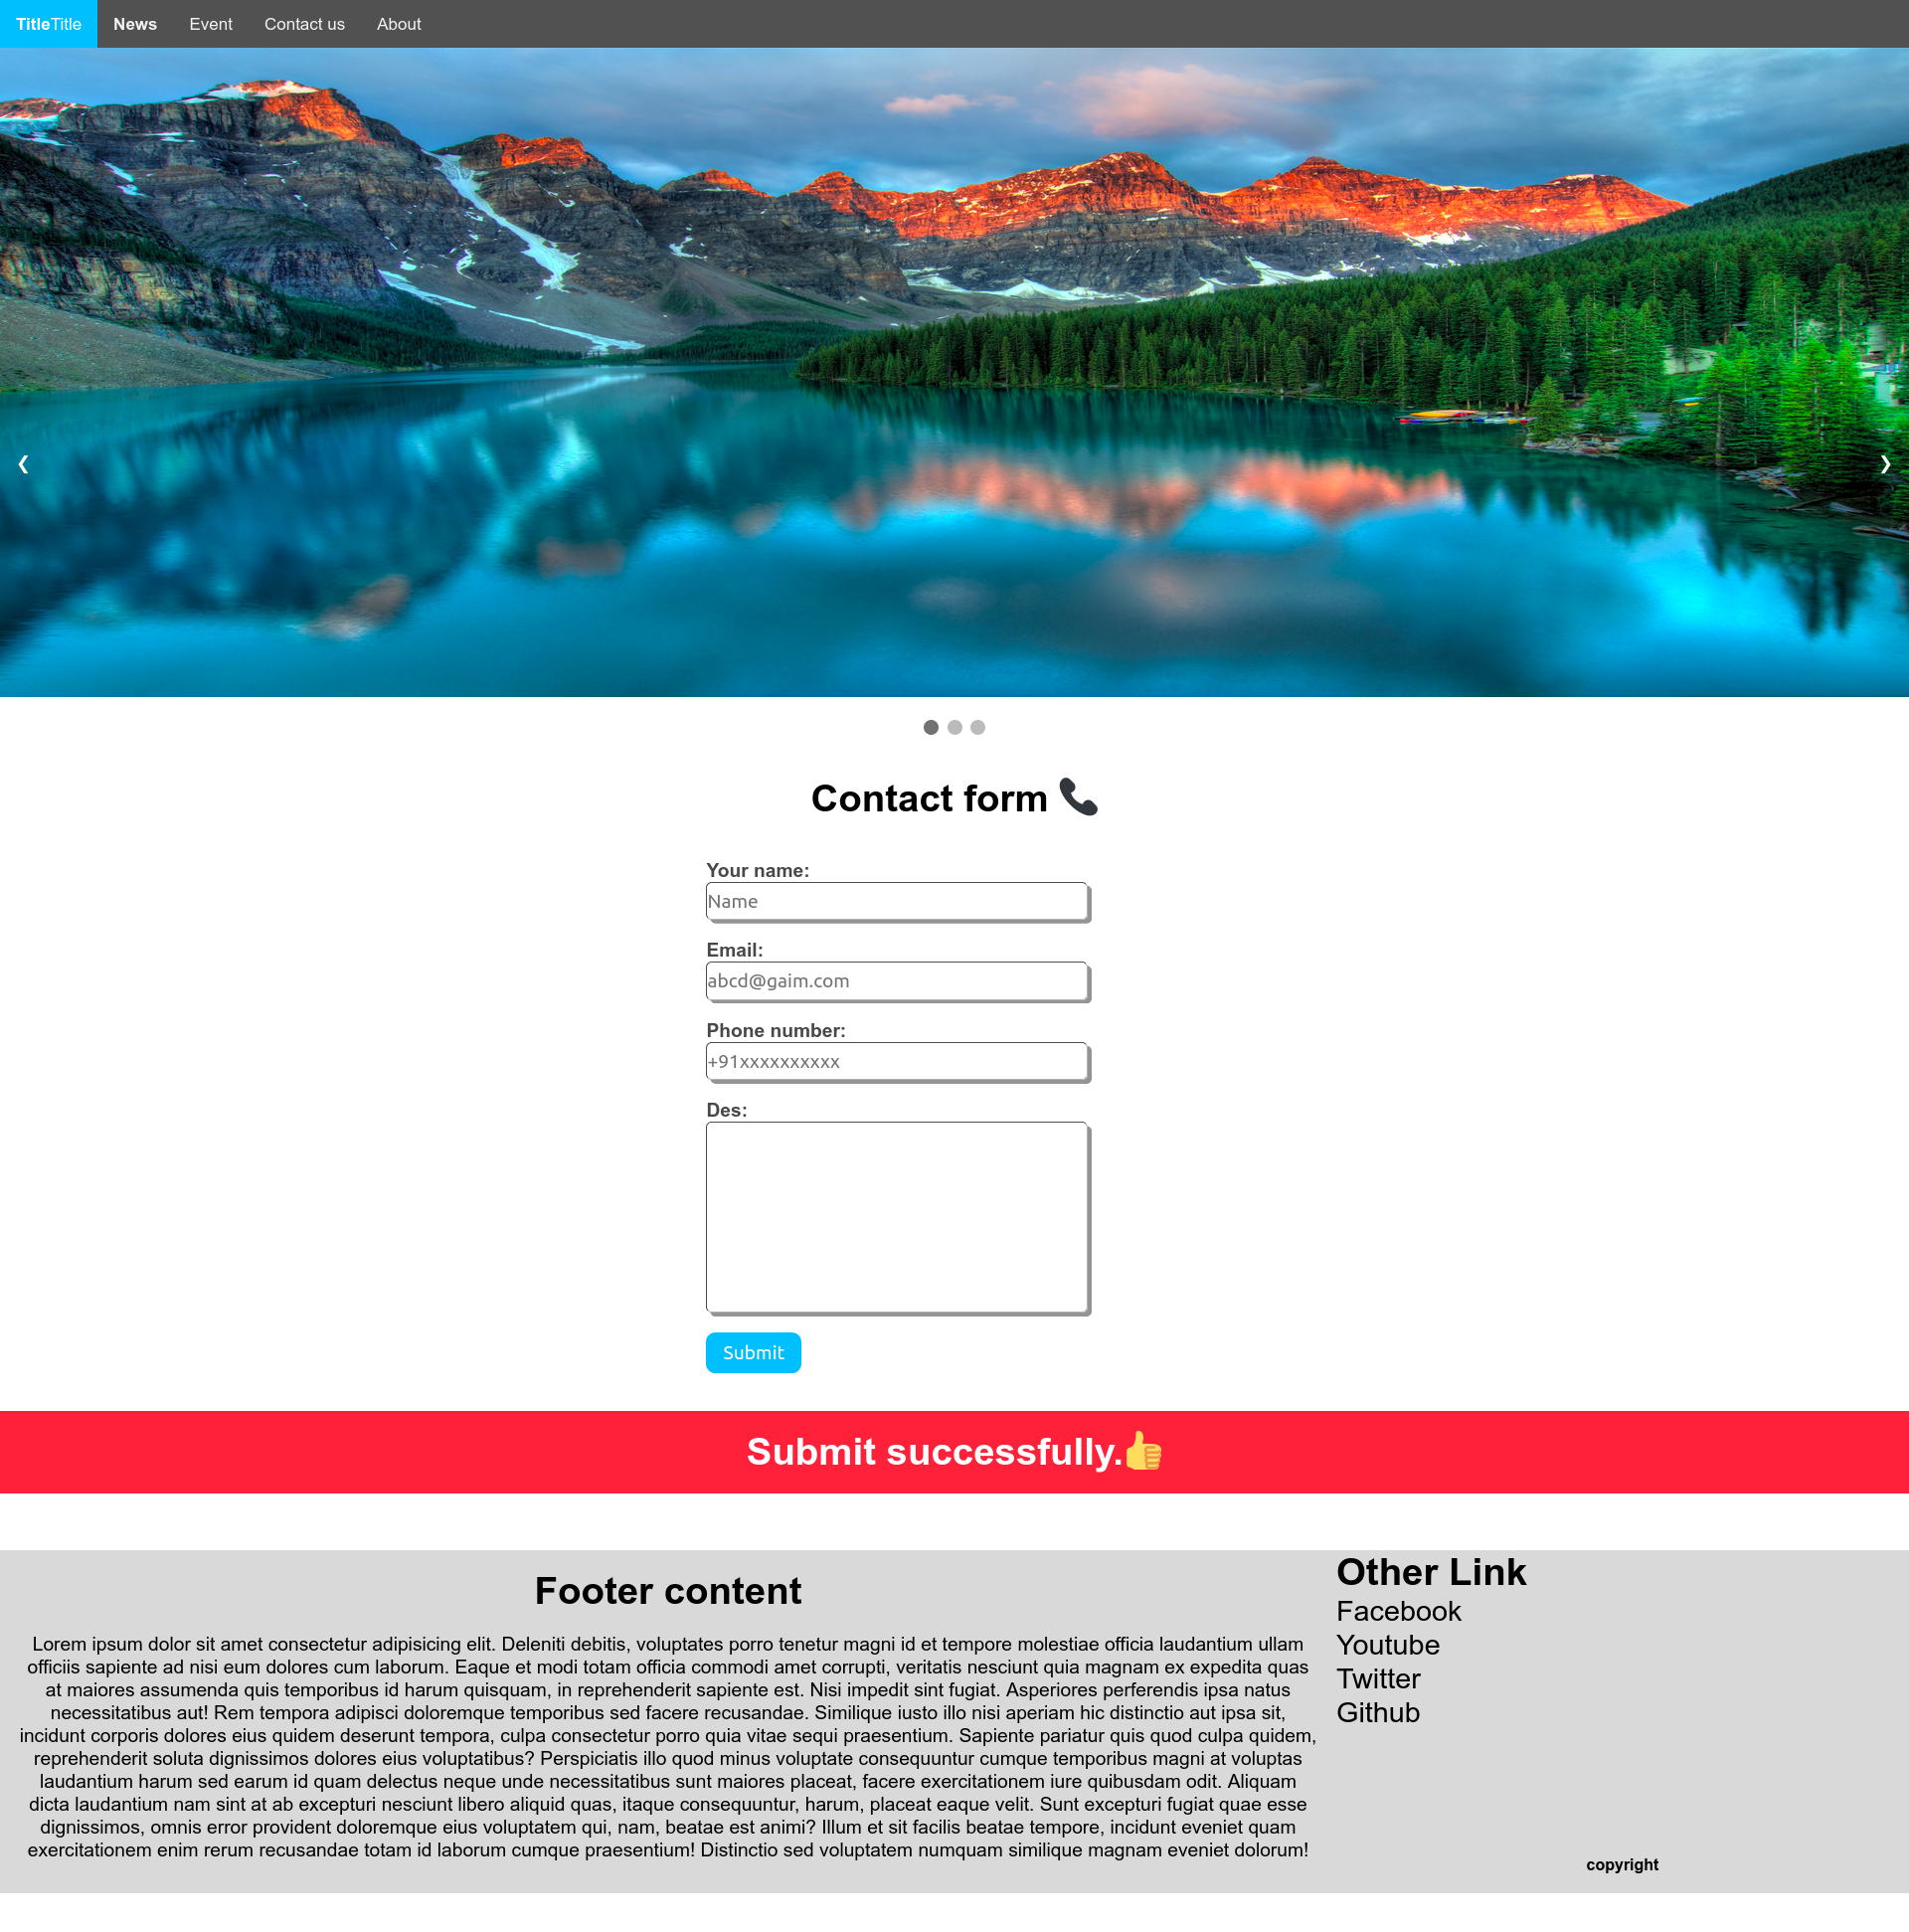 TitleTitle News Event Contact us About
❮ ❯
Contact form 📞
Your name:
Name
Email:
abcd@gaim.com
Phone number:
+91xxxxxxxxxx
Des:
Submit
Submit successfully.👍
Footer content
Lorem ipsum dolor sit amet consectetur adipisicing elit. Deleniti debitis, voluptates porro tenetur magni id et tempore molestiae officia laudantium ullam
officiis sapiente ad nisi eum dolores cum laborum. Eaque et modi totam officia commodi amet corrupti, veritatis nesciunt quia magnam ex expedita quas
at maiores assumenda quis temporibus id harum quisquam, in reprehenderit sapiente est. Nisi impedit sint fugiat. Asperiores perferendis ipsa natus
necessitatibus aut! Rem tempora adipisci doloremque temporibus sed facere recusandae. Similique iusto illo nisi aperiam hic distinctio aut ipsa sit,
incidunt corporis dolores eius quidem deserunt tempora, culpa consectetur porro quia vitae sequi praesentium. Sapiente pariatur quis quod culpa quidem,
reprehenderit soluta dignissimos dolores eius voluptatibus? Perspiciatis illo quod minus voluptate consequuntur cumque temporibus magni at voluptas
laudantium harum sed earum id quam delectus neque unde necessitatibus sunt maiores placeat, facere exercitationem iure quibusdam odit. Aliquam
dicta laudantium nam sint at ab excepturi nesciunt libero aliquid quas, itaque consequuntur, harum, placeat eaque velit. Sunt excepturi fugiat quae esse
dignissimos, omnis error provident doloremque eius voluptatem qui, nam, beatae est animi? Illum et sit facilis beatae tempore, incidunt eveniet quam
exercitationem enim rerum recusandae totam id laborum cumque praesentium! Distinctio sed voluptatem numquam similique magnam eveniet dolorum!
Other Link
Facebook
Youtube
Twitter
Github
copyright